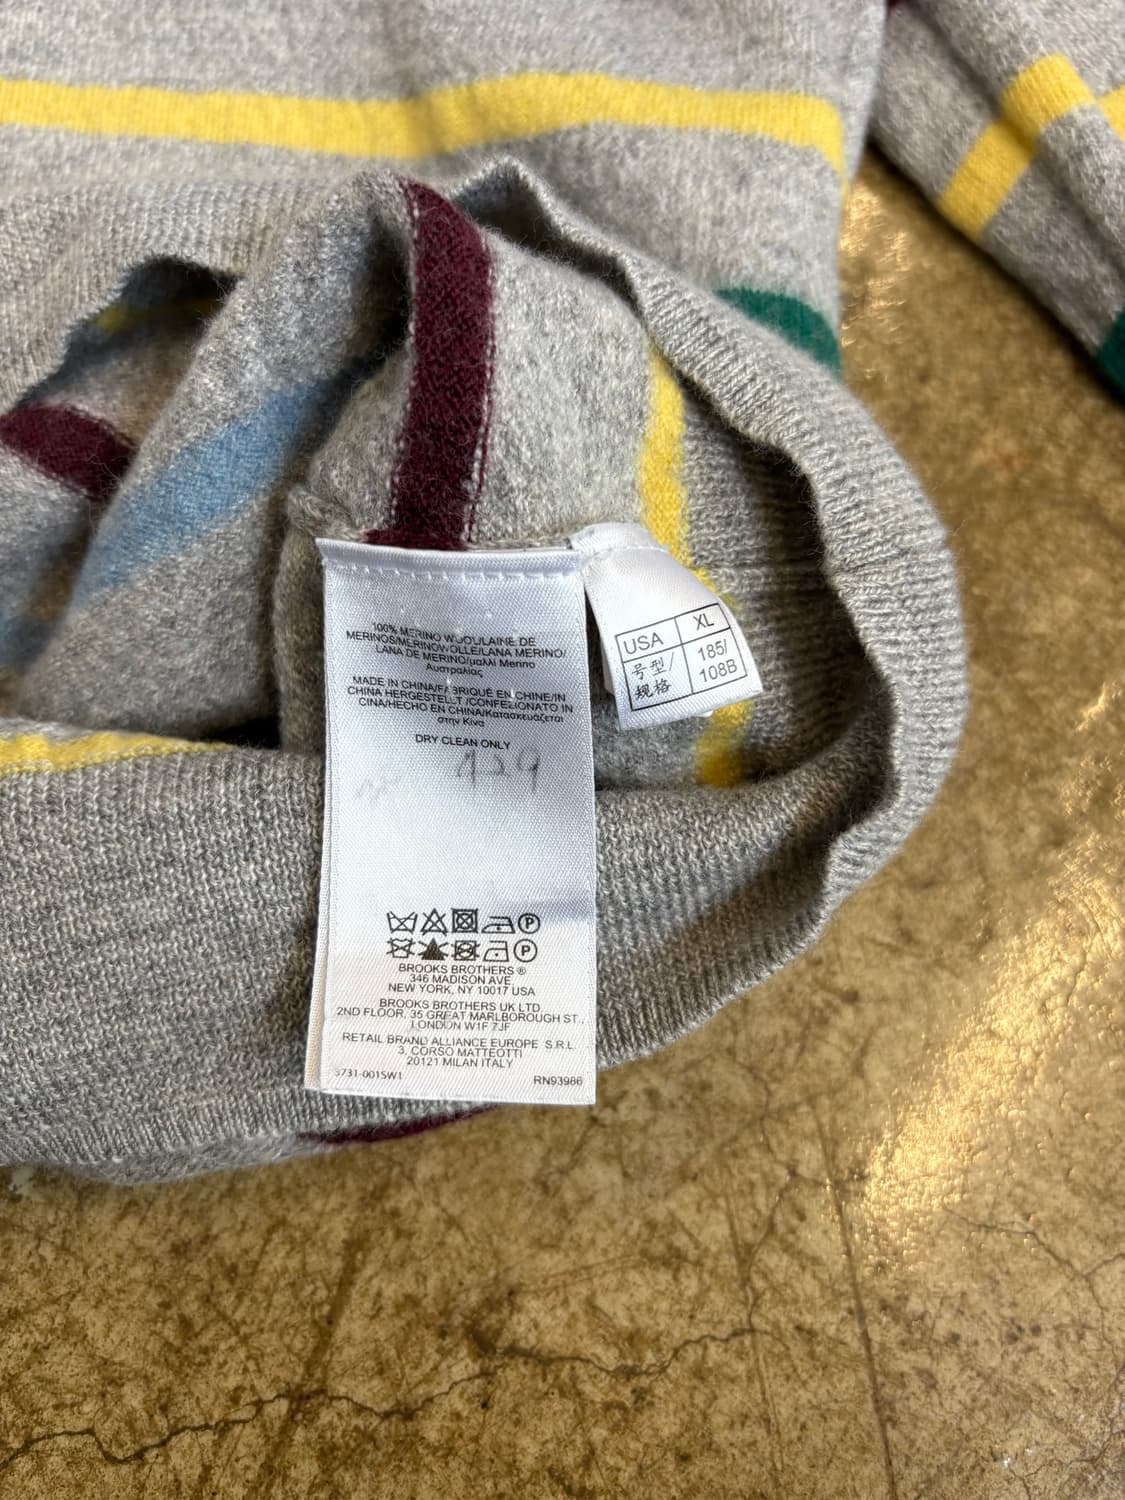 100% MERINO WOOL/LAINE DE
MERINOS/MERINOWOLLE/LANA MERINO/
LANA DE MERINO/μαλλί Merino
Αυστραλίας
MADE IN CHINA/FABRIQUÉ EN CHINE/IN
CHINA HERGESTELLT /CONFEZIONATO IN
CINA/HECHO EN CHINA/Κατασκευάζεται
στην Κίνα
DRY CLEAN ONLY
429
P
P
BROOKS BROTHERS ®
346 MADISON AVE
NEW YORK, NY 10017 USA
BROOKS BROTHERS UK LTD.
2ND FLOOR, 35 GREAT MARLBOROUGH ST.,
LONDON W1F 7JF
RETAIL BRAND ALLIANCE EUROPE S.R.L.
3, CORSO MATTEOTTI
20121 MILAN ITALY
3731-001SW1 RN93986
USA XL
号型/ 185/
规格 108B